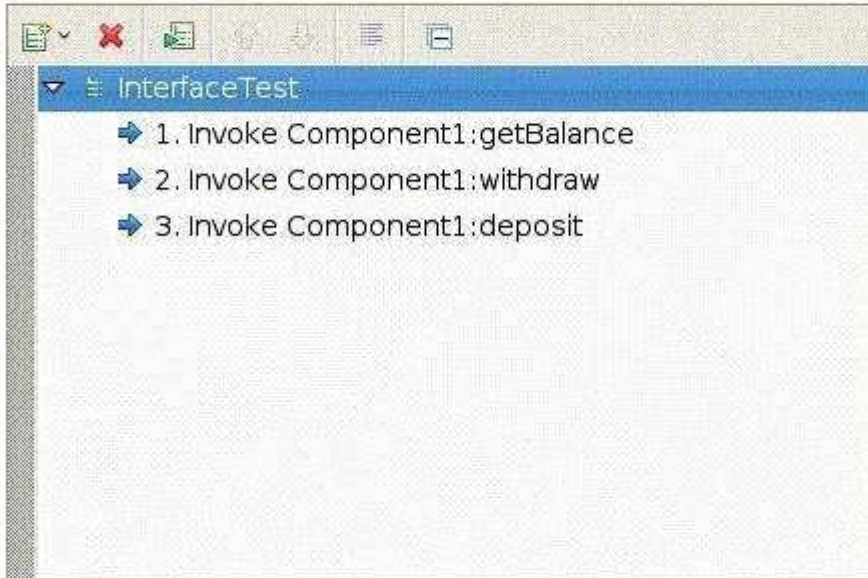 InterfaceTest
1. Invoke Component1:getBalance
2. Invoke Component1:withdraw
3. Invoke Component1:deposit